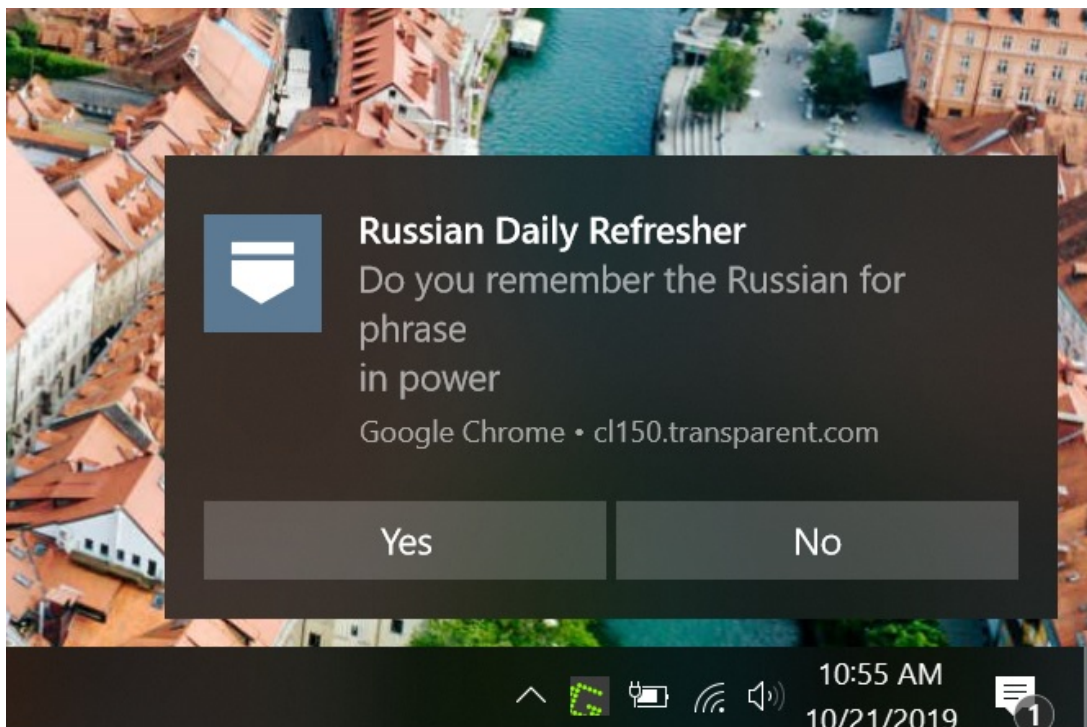 Russian Daily Refresher
Do you remember the Russian for
phrase
in power
Google Chrome • cl150.transparent.com
Yes
No
10:55 AM
10/21/2019
1